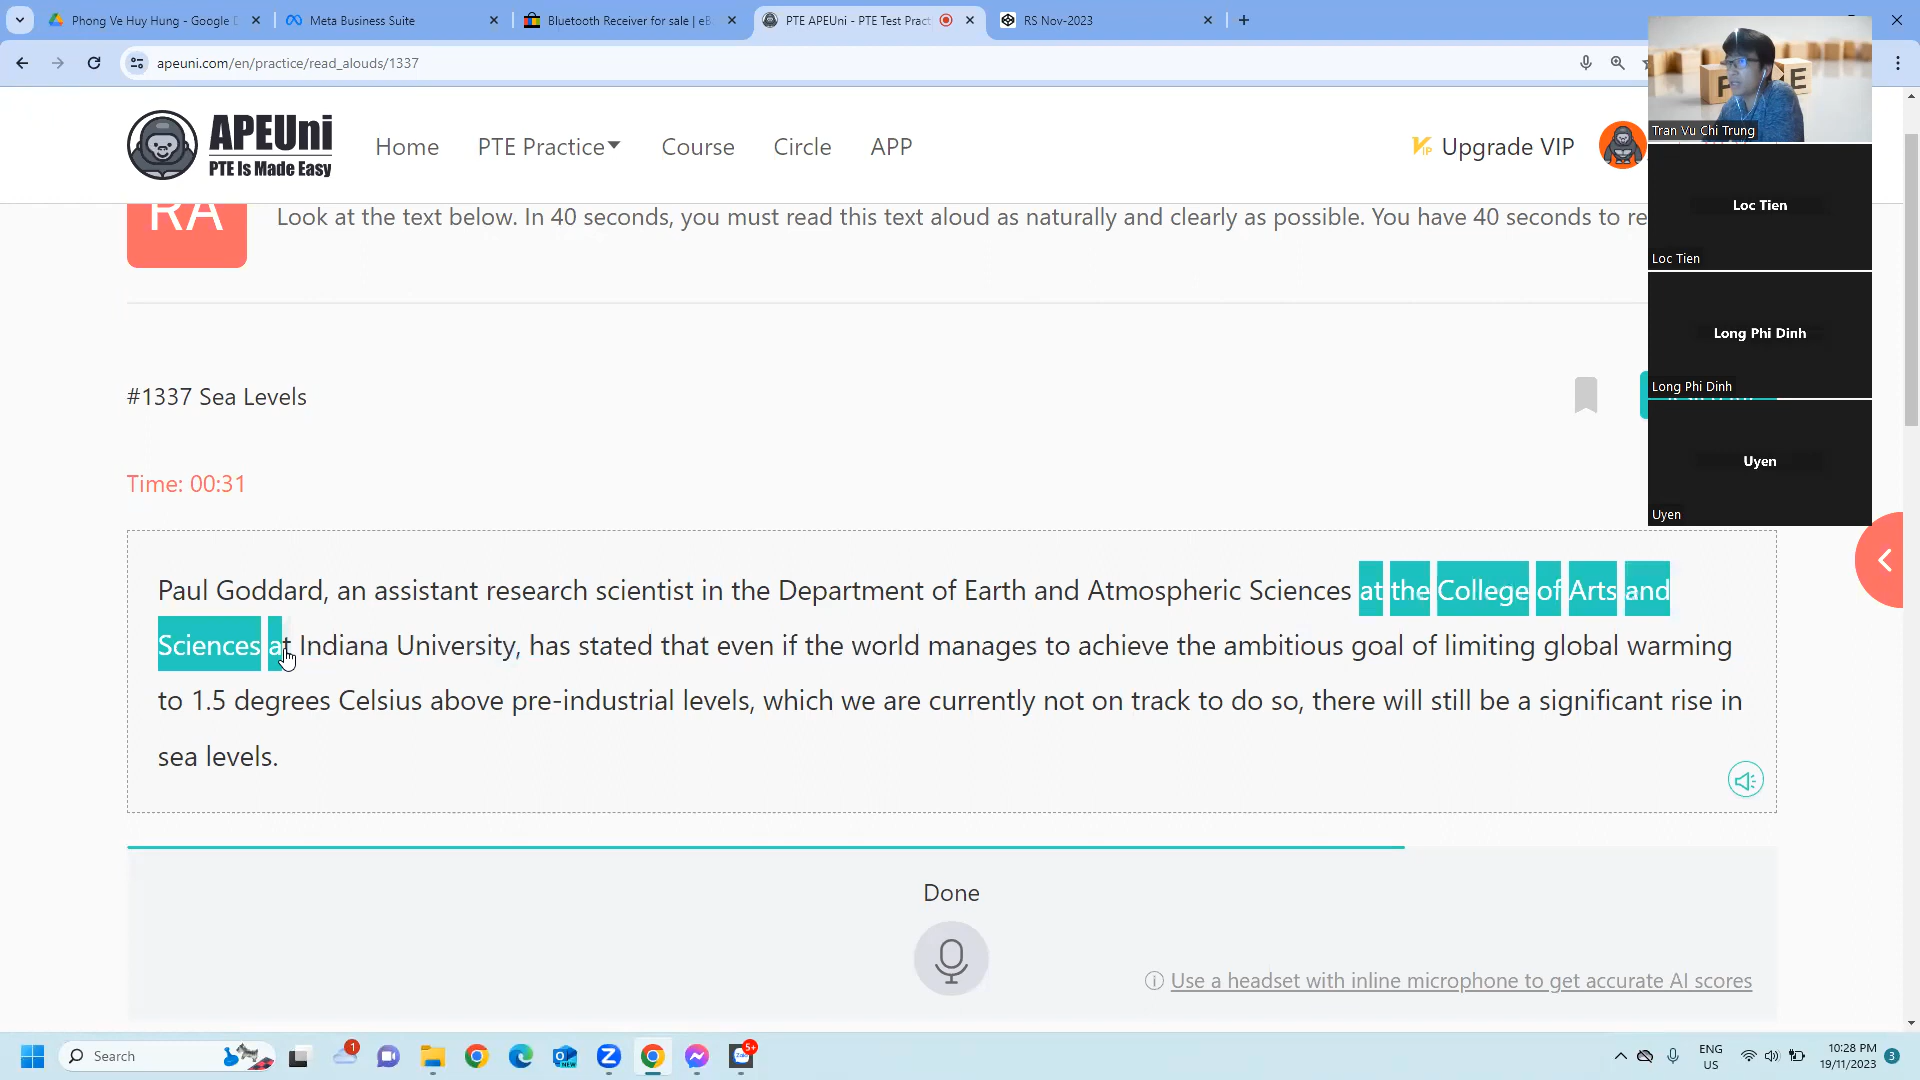 Phong Ve Huy Hung - Google D
Meta Business Suite
Bluetooth Receiver for sale | eB
PTE APEUni - PTE Test Pract
RS Nov-2023
apeuni.com/en/practice/read_alouds/1337
APEUni
PTE Is Made Easy
Home
PTE Practice
Course
Circle
APP
Upgrade VIP
Tran Vu Chi Trung
Loc Tien
Loc Tien
Long Phi Dinh
Long Phi Dinh
Uyen
Uyen
RA
Look at the text below. In 40 seconds, you must read this text aloud as naturally and clearly as possible. You have 40 seconds to re
#1337 Sea Levels
Time: 00:31
Paul Goddard, an assistant research scientist in the Department of Earth and Atmospheric Sciences at the College of Arts and
Sciences at Indiana University, has stated that even if the world manages to achieve the ambitious goal of limiting global warming
to 1.5 degrees Celsius above pre-industrial levels, which we are currently not on track to do so, there will still be a significant rise in
sea levels.
Done
Use a headset with inline microphone to get accurate AI scores
Search
1
NEW
Zalo
5+
ENG
US
10:28 PM
19/11/2023
3